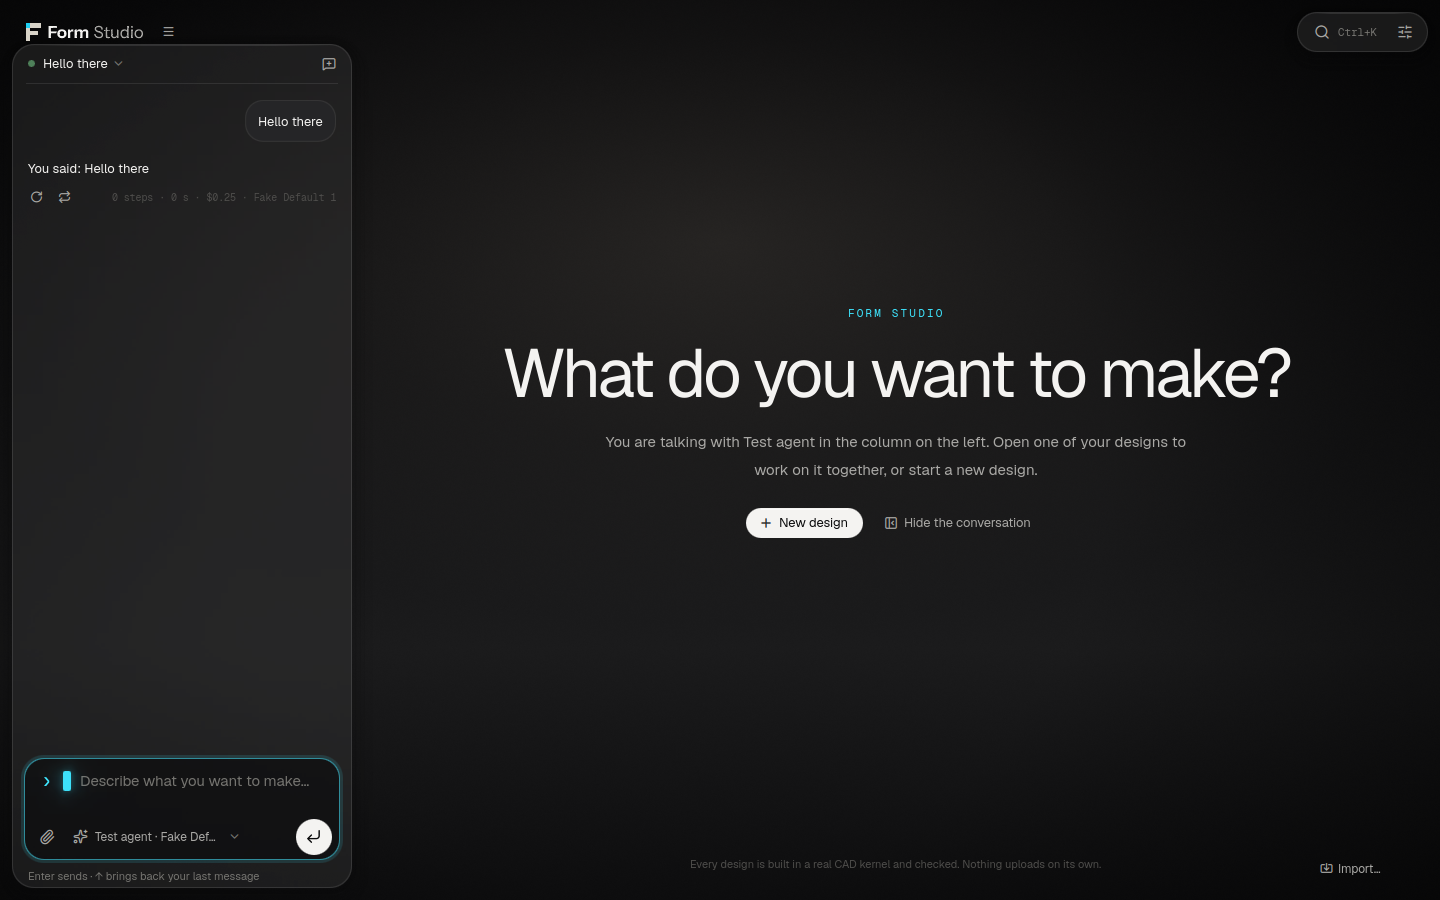 Form Studio
Ctrl+K
Hello there
Hello there
You said: Hello there
0 steps · 0 s · $0.25 · Fake Default 1
FORM STUDIO
What do you want to make?
You are talking with Test agent in the column on the left. Open one of your designs to
work on it together, or start a new design.
New design
Hide the conversation
Describe what you want to make...
Test agent · Fake Def...
Enter sends · ↑ brings back your last message
Every design is built in a real CAD kernel and checked. Nothing uploads on its own.
Import...